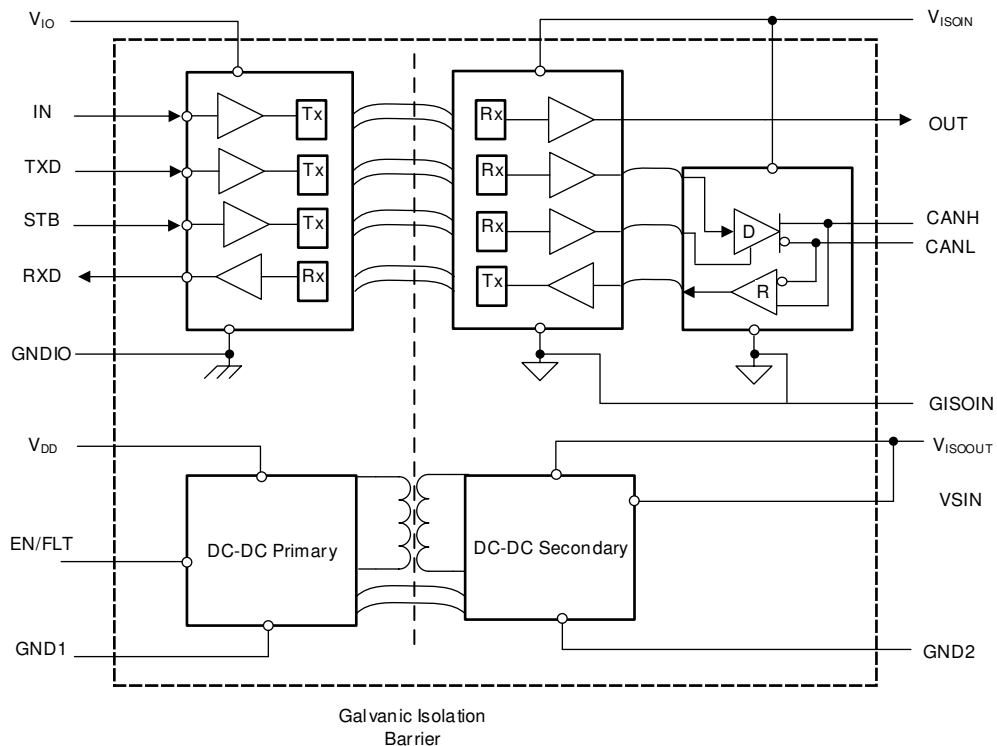 VIO
VISOIN
IN
Tx
Rx
OUT
TXD
Tx
Rx
STB
Tx
Rx
D
CANH
CANL
RXD
Rx
Tx
R
GNDIO
GISOIN
VDD
VISOOUT
VSIN
EN/FLT
DC-DC Primary
DC-DC Secondary
GND1
GND2
Galvanic Isolation
Barrier